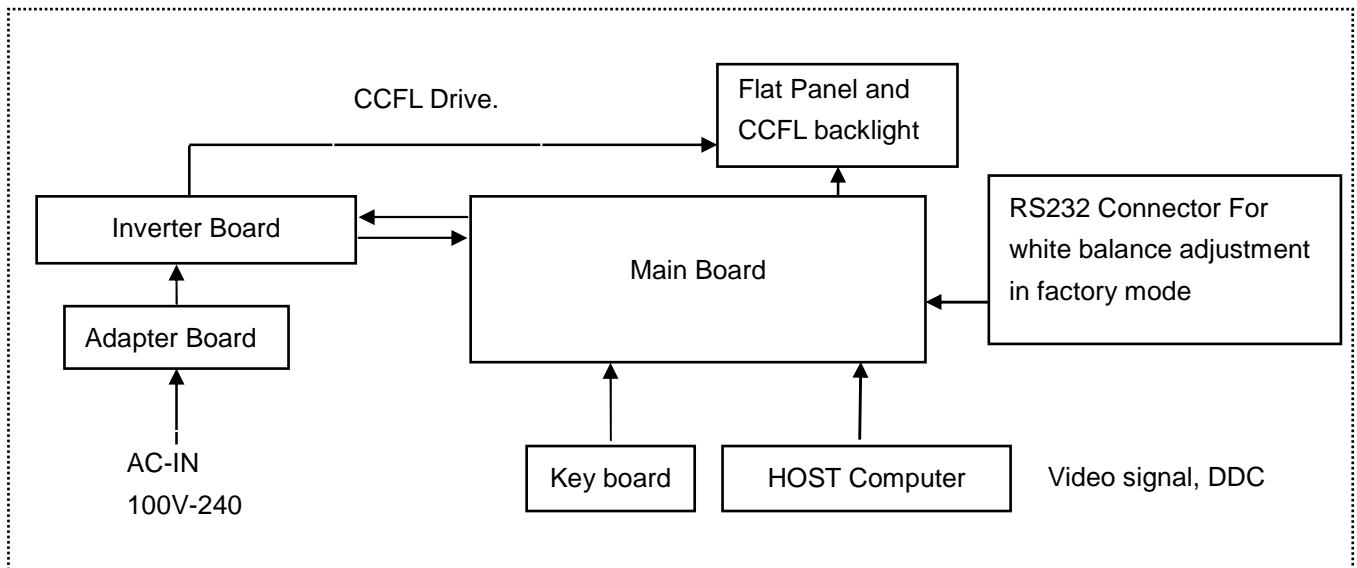 CCFL Drive.
Flat Panel and
CCFL backlight
Inverter Board
Main Board
RS232 Connector For
white balance adjustment
in factory mode
Adapter Board
AC-IN
100V-240
Key board
HOST Computer
Video signal, DDC